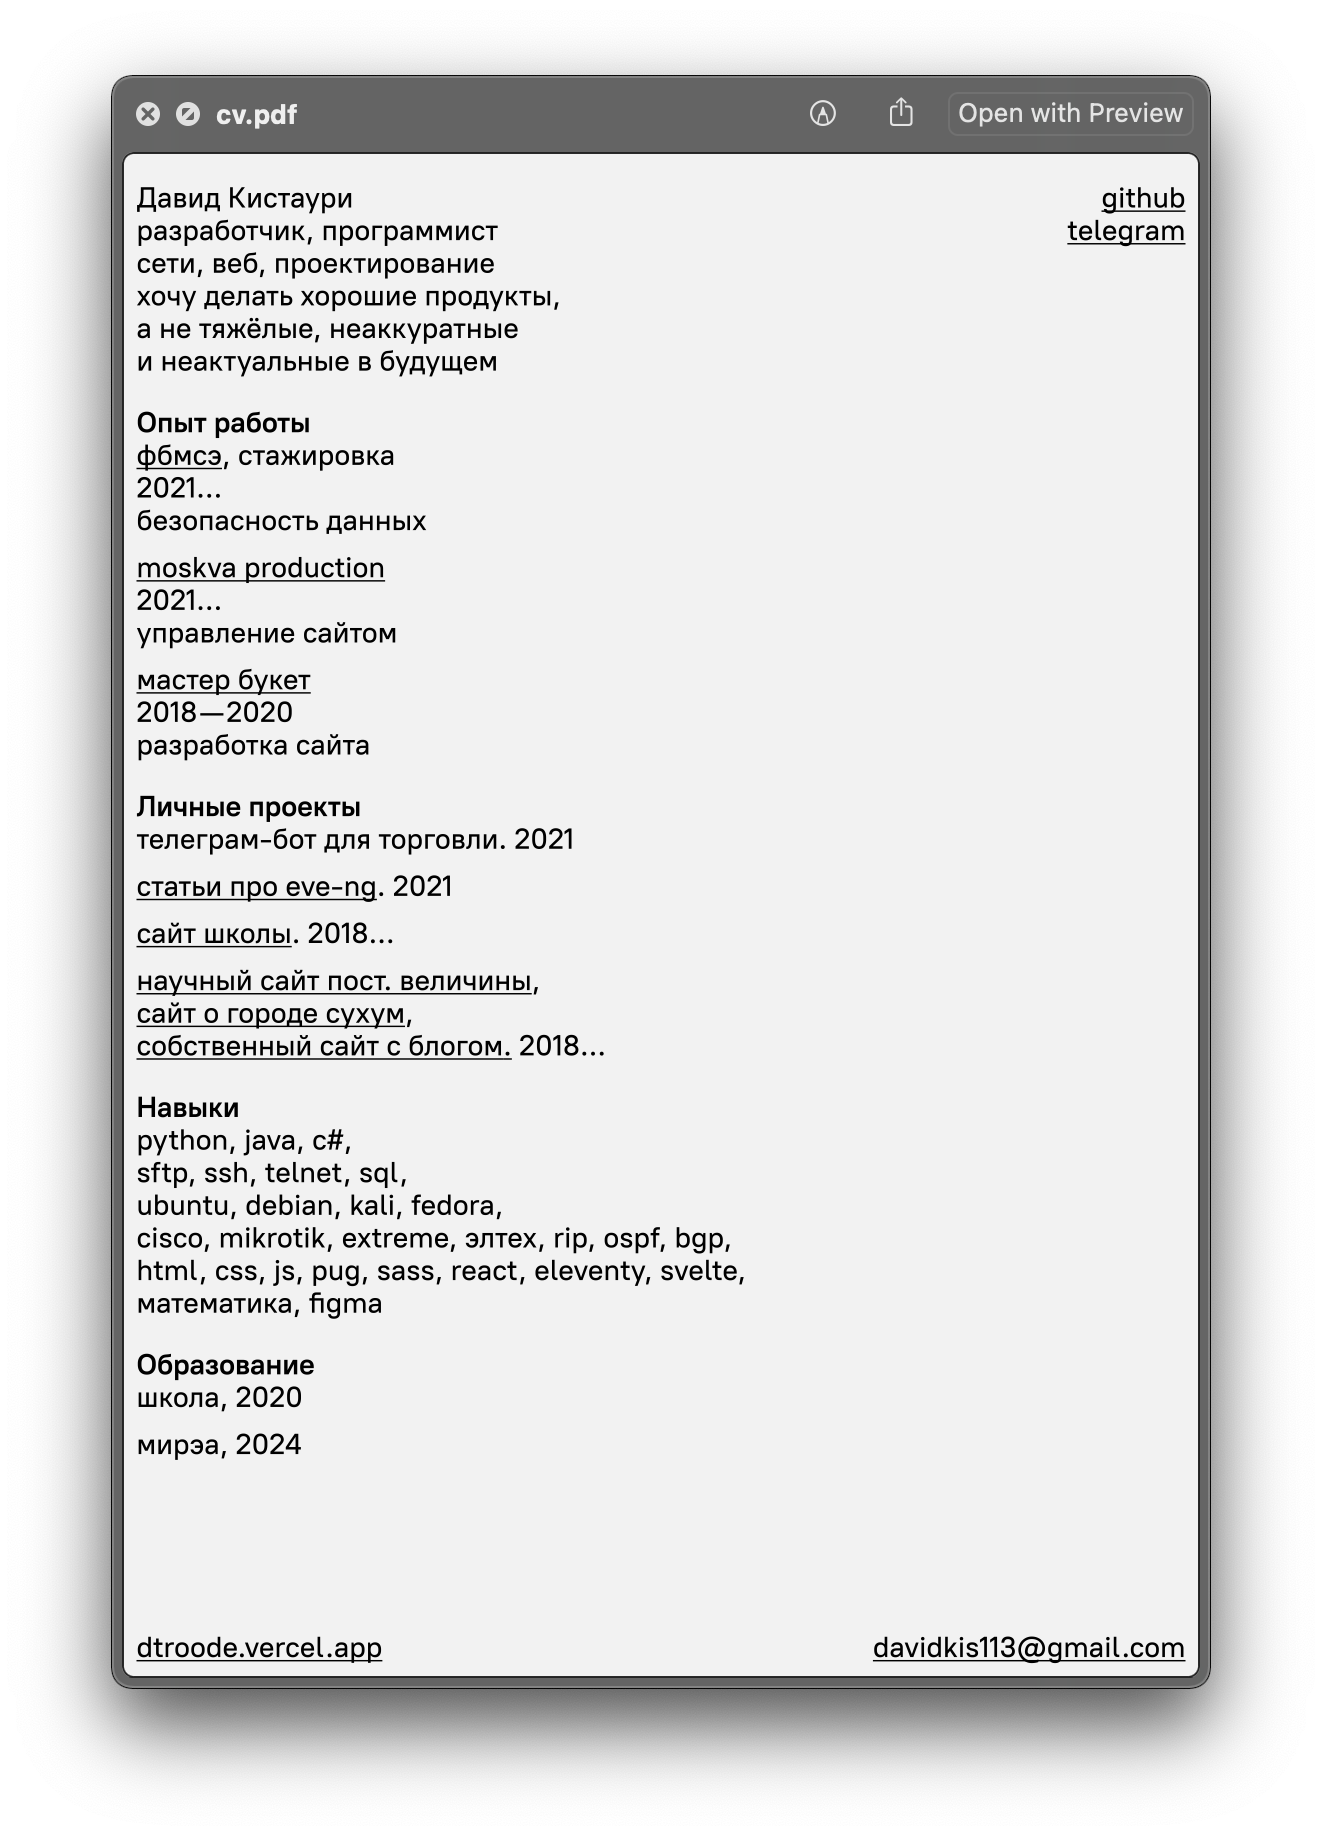 cv.pdf
Open with Preview
Давид Кистаури
github
разработчик, программист
telegram
сети, веб, проектирование
хочу делать хорошие продукты,
а не тяжёлые, неаккуратные
и неактуальные в будущем
Опыт работы
фбмсэ, стажировка
2021...
безопасность данных
moskva production
2021...
управление сайтом
мастер букет
2018—2020
разработка сайта
Личные проекты
телеграм-бот для торговли. 2021
статьи про eve-ng. 2021
сайт школы. 2018...
научный сайт пост. величины,
сайт о городе сухум,
собственный сайт с блогом. 2018...
Навыки
python, java, c#,
sftp, ssh, telnet, sql,
ubuntu, debian, kali, fedora,
cisco, mikrotik, extreme, элтех, rip, ospf, bgp,
html, css, js, pug, sass, react, eleventy, svelte,
математика, figma
Образование
школа, 2020
мирэа, 2024
dtroode.vercel.app
davidkis113@gmail.com